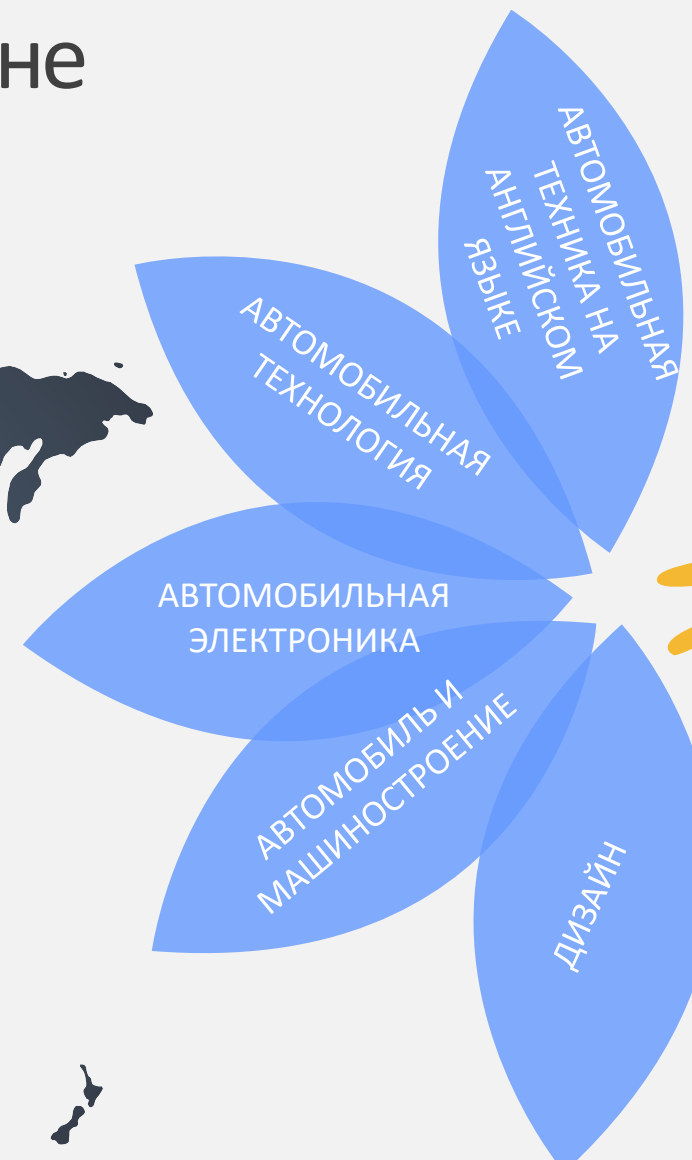 не
АВТОМОБИЛЬНАЯ
ТЕХНИКА НА
АНГЛИЙСКОМ
ЯЗЫКЕ
АВТОМОБИЛЬНАЯ
ТЕХНОЛОГИЯ
АВТОМОБИЛЬНАЯ
ЭЛЕКТРОНИКА
АВТОМОБИЛЬ И
МАШИНОСТРОЕНИЕ
ДИЗАЙН